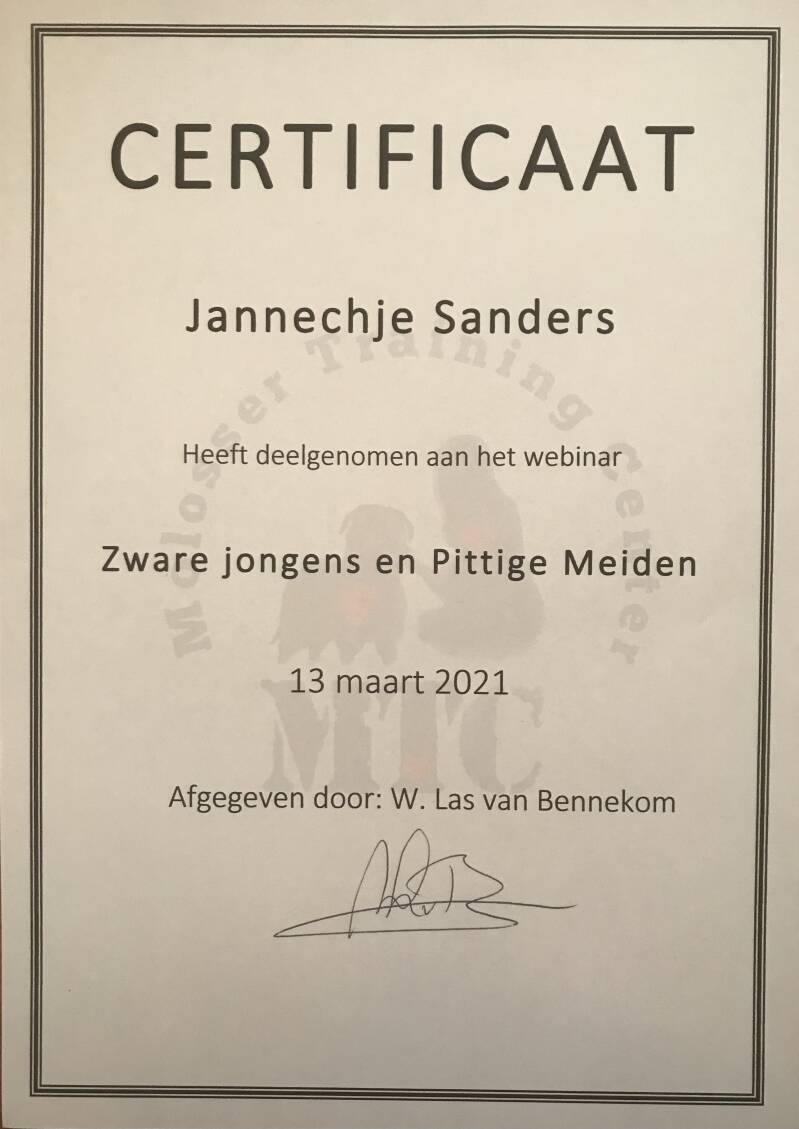 CERTIFICAAT
Jannechje Sanders
Molosser Training Center
Heeft deelgenomen aan het webinar
Zware jongens en Pittige Meiden
13 maart 2021
MTC
Afgegeven door: W. Las van Bennekom